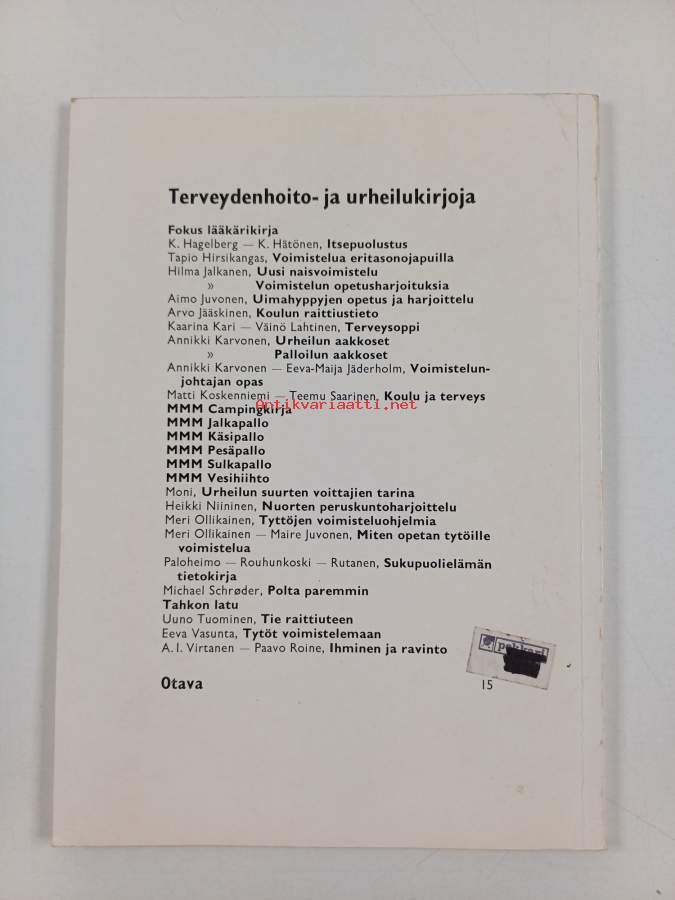 Terveydenhoito- ja urheilukirjoja
Fokus lääkärikirja
K. Hagelberg — K. Hätönen, Itsepuolustus
Tapio Hirsikangas, Voimistelua eritasonojapuilla
Hilma Jalkanen, Uusi naisvoimistelu
» Voimistelun opetusharjoituksia
Aimo Juvonen, Uimahyppyjen opetus ja harjoittelu
Arvo Jääskinen, Koulun raittiustieto
Kaarina Kari — Väinö Lahtinen, Terveysoppi
Annikki Karvonen, Urheilun aakkoset
» Palloilun aakkoset
Annikki Karvonen — Eeva-Maija Jäderholm, Voimistelun-
johtajan opas
Matti Koskenniemi — Teemu Saarinen, Koulu ja terveys
MMM Campingkirja
Antikvariaatti.net
MMM Jalkapallo
MMM Käsipallo
MMM Pesäpallo
MMM Sulkapallo
MMM Vesihiihto
Moni, Urheilun suurten voittajien tarina
Heikki Niininen, Nuorten peruskuntoharjoittelu
Meri Ollikainen, Tyttöjen voimisteluohjelmia
Meri Ollikainen — Maire Juvonen, Miten opetan tytöille
voimistelua
Paloheimo — Rouhunkoski — Rutanen, Sukupuolielämän
tietokirja
Michael Schrøder, Polta paremmin
Tahkon latu
Uuno Tuominen, Tie raittiuteen
Eeva Vasunta, Tytöt voimistelemaan
A. I. Virtanen — Paavo Roine, Ihminen ja ravinto
Otava 15